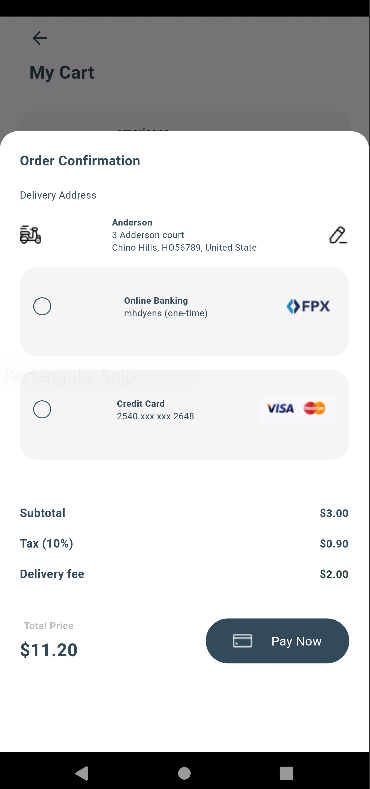 My Cart
americano
Order Confirmation
Delivery Address
Anderson
3 Adderson court
Chino Hills, HO56789, United State
Online Banking
mhdyens (one-time)
FPX
Rectangular Snip
Credit Card
2540 xxx xxx 2648
VISA
MasterCard
Subtotal $3.00
Tax (10%) $0.90
Delivery fee $2.00
Total Price
$11.20
Pay Now